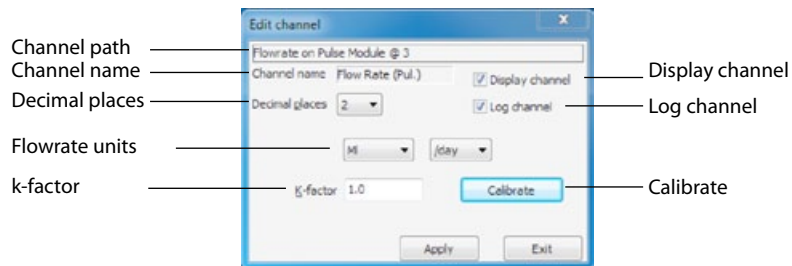 Edit channel
x
Channel path
Flowrate on Pulse Module @ 3
Channel name
Channel name Flow Rate (Pul.)
Display channel
Display channel
Decimal places
Decimal places 2
Log channel
Log channel
Flowrate units
Ml /day
k-factor
K-factor 1.0
Calibrate
Calibrate
Apply Exit